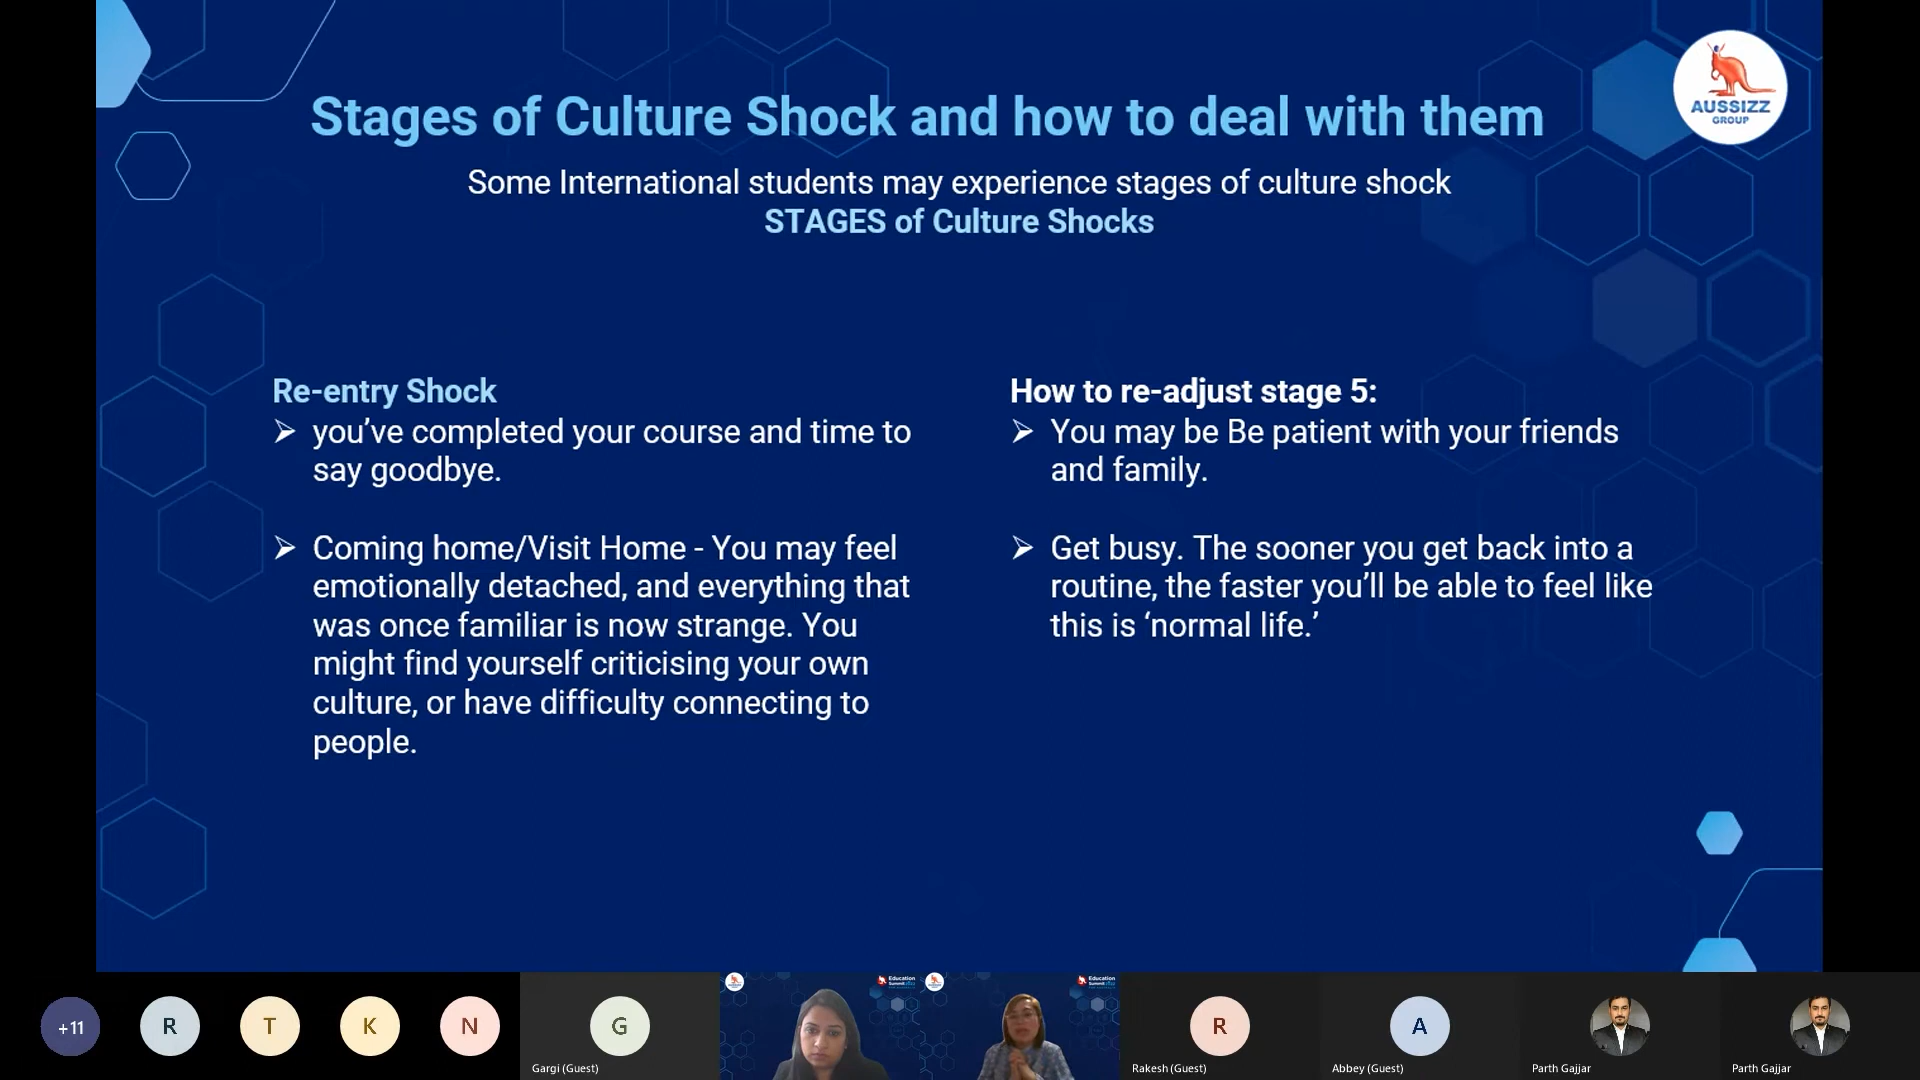 AUSSIZZ
GROUP
Stages of Culture Shock and how to deal with them
Some International students may experience stages of culture shock
STAGES of Culture Shocks
Re-entry Shock
➢ you’ve completed your course and time to
say goodbye.
➢ Coming home/Visit Home - You may feel
emotionally detached, and everything that
was once familiar is now strange. You
might find yourself criticising your own
culture, or have difficulty connecting to
people.
How to re-adjust stage 5:
➢ You may be Be patient with your friends
and family.
➢ Get busy. The sooner you get back into a
routine, the faster you’ll be able to feel like
this is ‘normal life.’
+11
R
T
K
N
G
Gargi (Guest)
Education
Summit
Education
Summit
R
Rakesh (Guest)
A
Abbey (Guest)
Parth Gajjar
Parth Gajjar